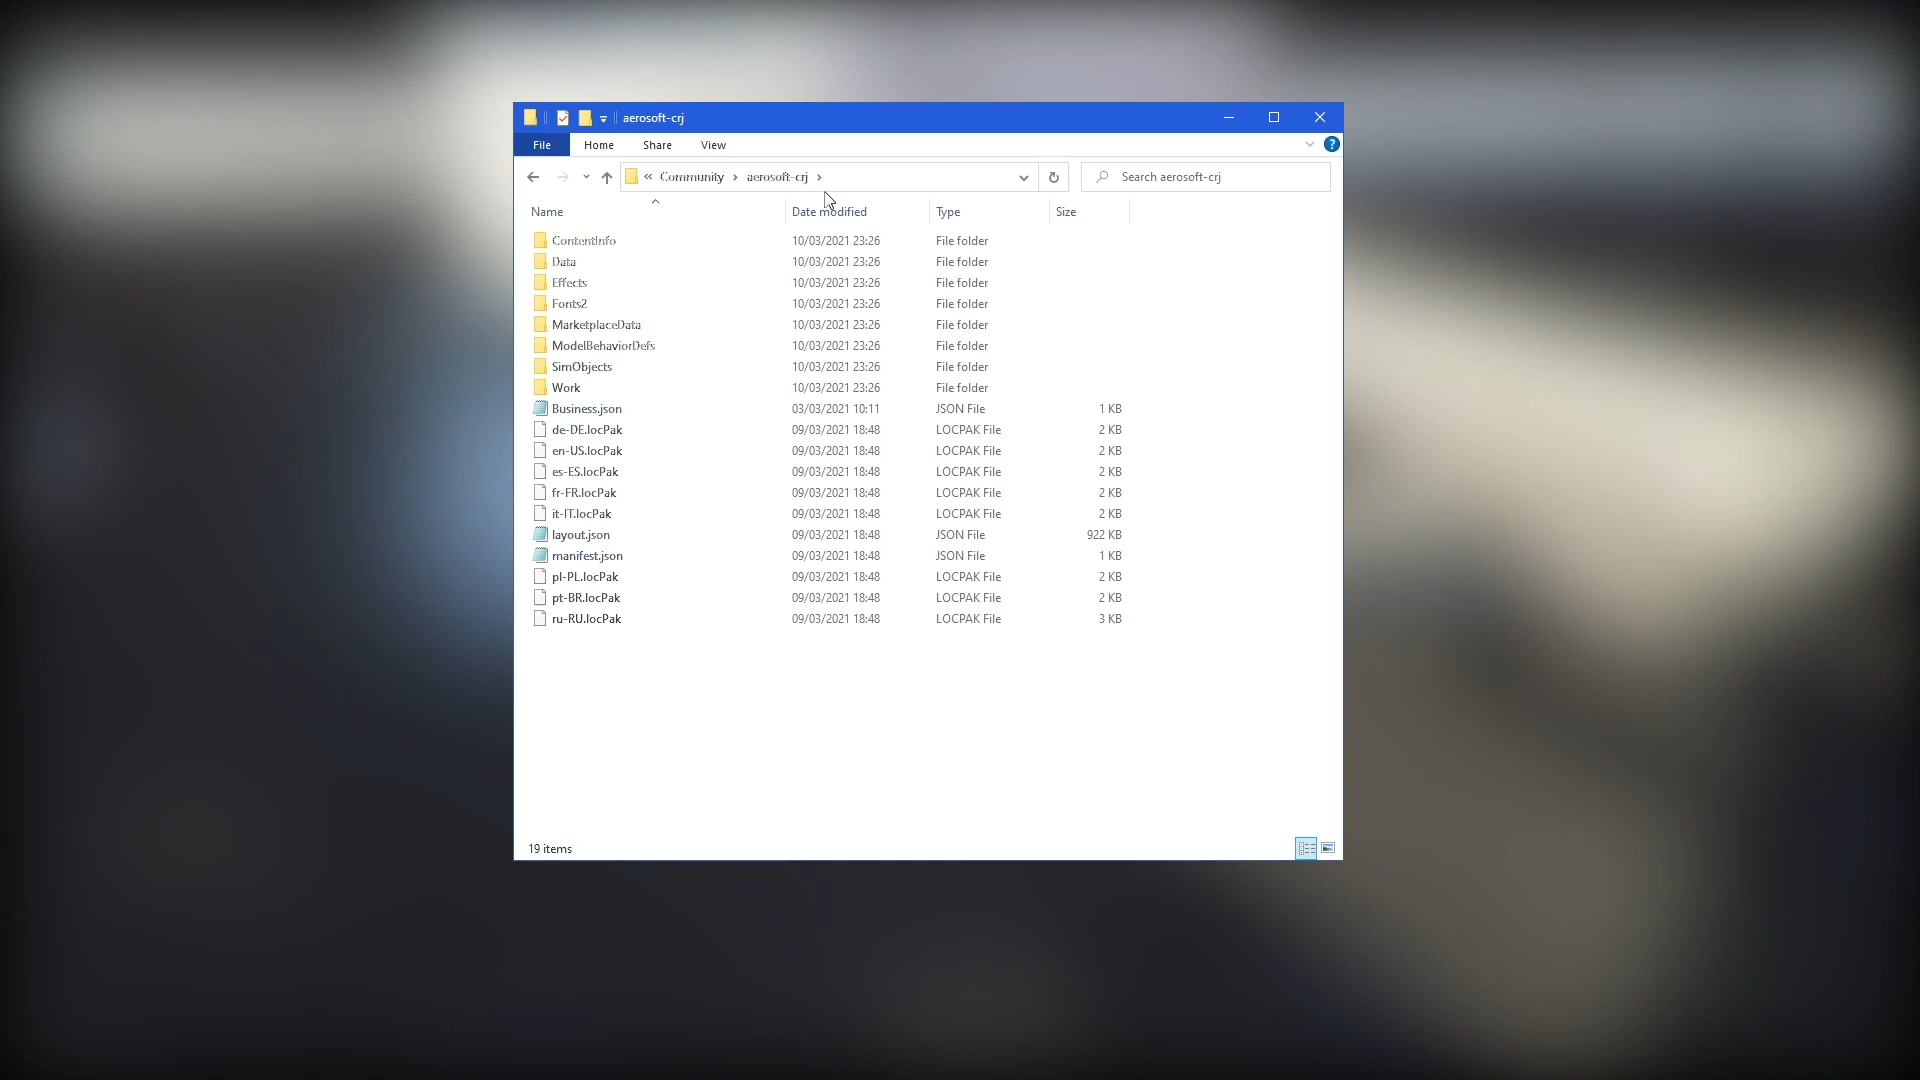 aerosoft-crj
File Home Share View ?
« Community > aerosoft-crj > Search aerosoft-crj
Name Date modified Type Size
ContentInfo 10/03/2021 23:26 File folder
Data 10/03/2021 23:26 File folder
Effects 10/03/2021 23:26 File folder
Fonts2 10/03/2021 23:26 File folder
MarketplaceData 10/03/2021 23:26 File folder
ModelBehaviorDefs 10/03/2021 23:26 File folder
SimObjects 10/03/2021 23:26 File folder
Work 10/03/2021 23:26 File folder
Business.json 03/03/2021 10:11 JSON File 1 KB
de-DE.locPak 09/03/2021 18:48 LOCPAK File 2 KB
en-US.locPak 09/03/2021 18:48 LOCPAK File 2 KB
es-ES.locPak 09/03/2021 18:48 LOCPAK File 2 KB
fr-FR.locPak 09/03/2021 18:48 LOCPAK File 2 KB
it-IT.locPak 09/03/2021 18:48 LOCPAK File 2 KB
layout.json 09/03/2021 18:48 JSON File 922 KB
manifest.json 09/03/2021 18:48 JSON File 1 KB
pl-PL.locPak 09/03/2021 18:48 LOCPAK File 2 KB
pt-BR.locPak 09/03/2021 18:48 LOCPAK File 2 KB
ru-RU.locPak 09/03/2021 18:48 LOCPAK File 3 KB
19 items